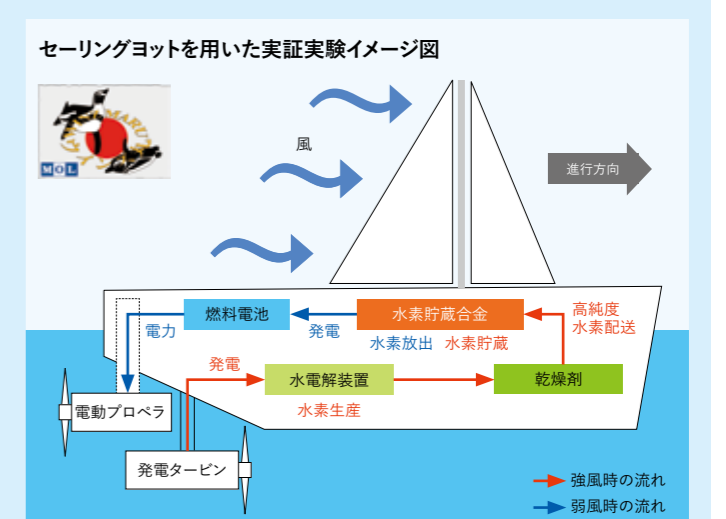 セーリングヨットを用いた実証実験イメージ図
MOL
風
進行方向
燃料電池
水素貯蔵合金
高純度
水素配送
電力
発電
水素放出 水素貯蔵
発電
水電解装置
乾燥剤
電動プロペラ
水素生産
発電タービン
強風時の流れ
弱風時の流れ